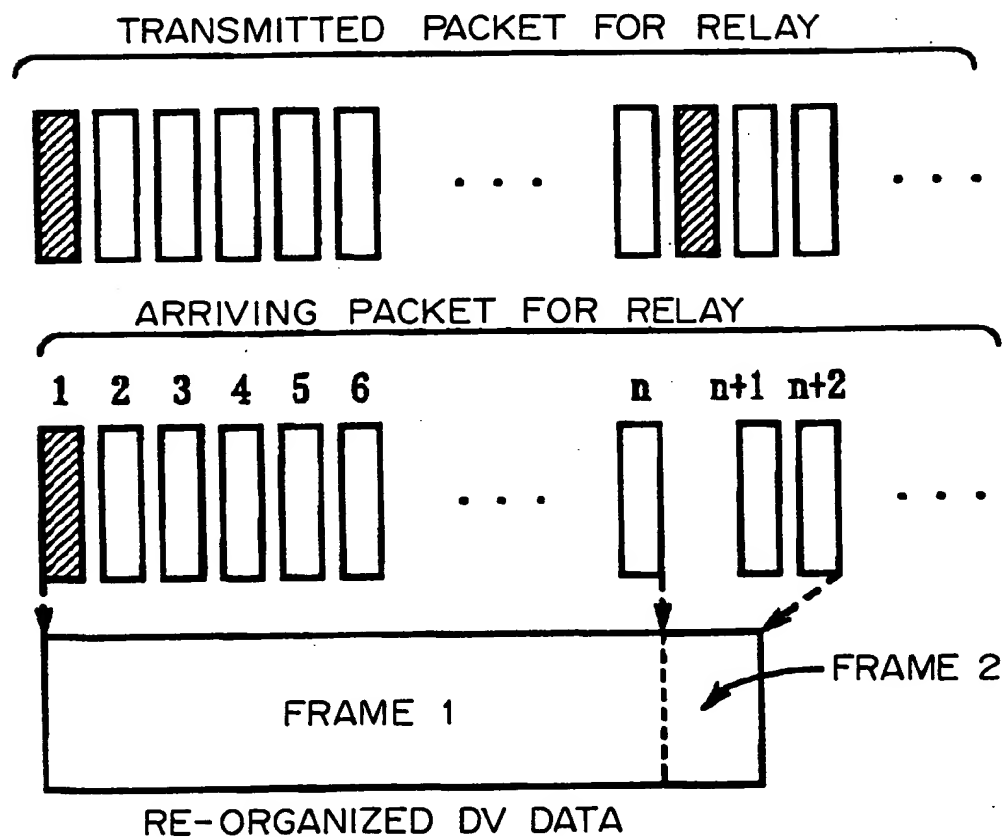 TRANSMITTED PACKET FOR RELAY
. . .
. . .
ARRIVING PACKET FOR RELAY
1 2 3 4 5 6 n n+1 n+2
. . .
. . .
FRAME 1
FRAME 2
RE-ORGANIZED DV DATA